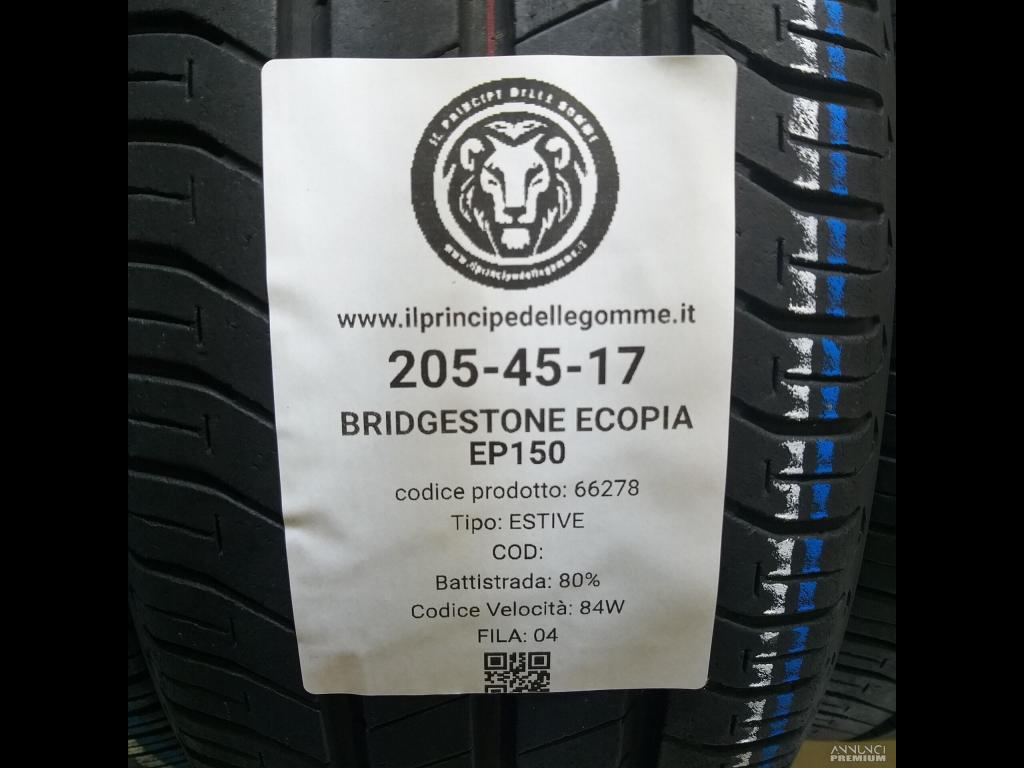 IL PRINCIPE DELLE GOMME
www.ilprincipedellegomme.it
www.ilprincipedellegomme.it
205-45-17
BRIDGESTONE ECOPIA
EP150
codice prodotto: 66278
Tipo: ESTIVE
COD:
Battistrada: 80%
Codice Velocità: 84W
FILA: 04
ANNUNCI
PREMIUM